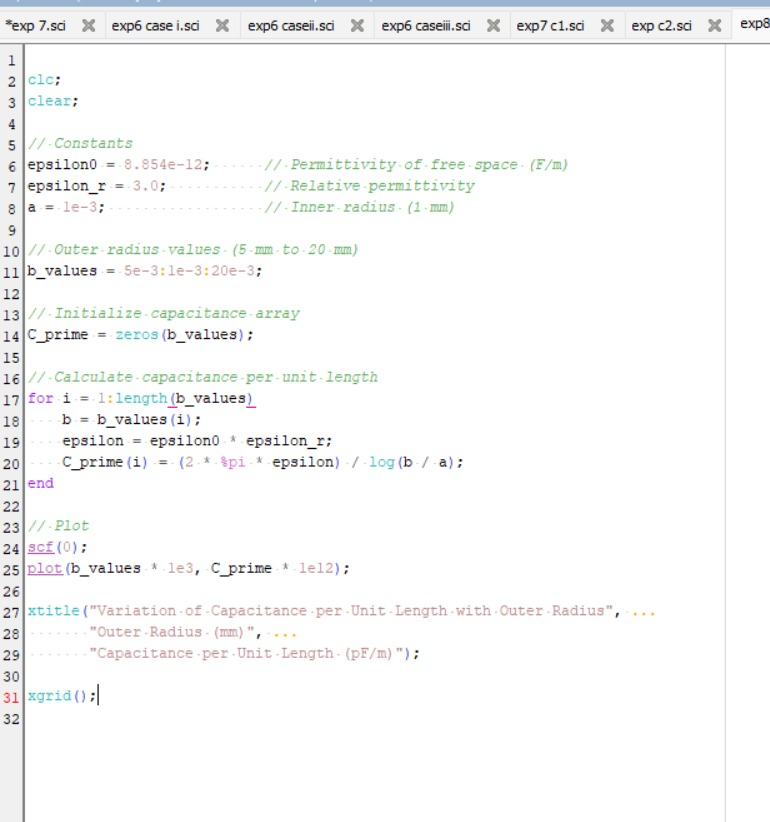 *exp 7.sci exp6 case i.sci exp6 caseii.sci exp6 caseiii.sci exp7 c1.sci exp c2.sci exp8
1
2 clc;
3 clear;
4
5 // Constants
6 epsilon0 = 8.854e-12; // Permittivity of free space (F/m)
7 epsilon_r = 3.0; // Relative permittivity
8 a = 1e-3; // Inner radius (1 mm)
9
10 // Outer radius values (5 mm to 20 mm)
11 b_values = 5e-3:1e-3:20e-3;
12
13 // Initialize capacitance array
14 C_prime = zeros(b_values);
15
16 // Calculate capacitance per unit length
17 for i = 1:length(b_values)
18 b = b_values(i);
19 epsilon = epsilon0 * epsilon_r;
20 C_prime(i) = (2 * %pi * epsilon) / log(b / a);
21 end
22
23 // Plot
24 scf(0);
25 plot(b_values * 1e3, C_prime * 1e12);
26
27 xtitle("Variation of Capacitance per Unit Length with Outer Radius", ...
28 "Outer Radius (mm)", ...
29 "Capacitance per Unit Length (pF/m)");
30
31 xgrid();
32